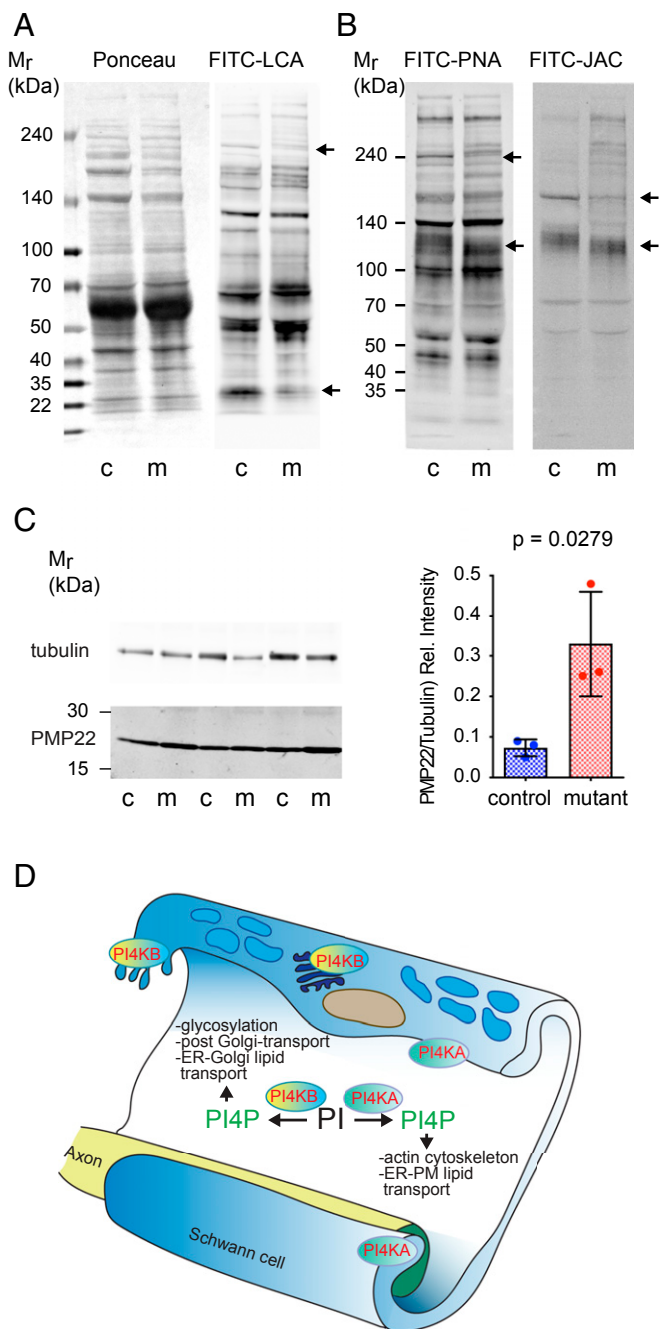 A
Mr
(kDa)
Ponceau
FITC-LCA
240
140
100
70
50
40
35
22
c
m
c
m
B
Mr
(kDa)
FITC-PNA
FITC-JAC
240
140
100
70
50
40
35
c
m
c
m
C
Mr
(kDa)
tubulin
30
PMP22
15
c m c m c m
p = 0.0279
PMP22/Tubulin) Rel. Intensity
0.5
0.4
0.3
0.2
0.1
0.0
control
mutant
D
PI4KB
PI4KB
PI4KA
-glycosylation
-post Golgi-transport
-ER-Golgi lipid
transport
PI4KB
PI4KA
PI4P
PI
PI4P
-actin cytoskeleton
-ER-PM lipid
transport
Axon
Schwann cell
PI4KA